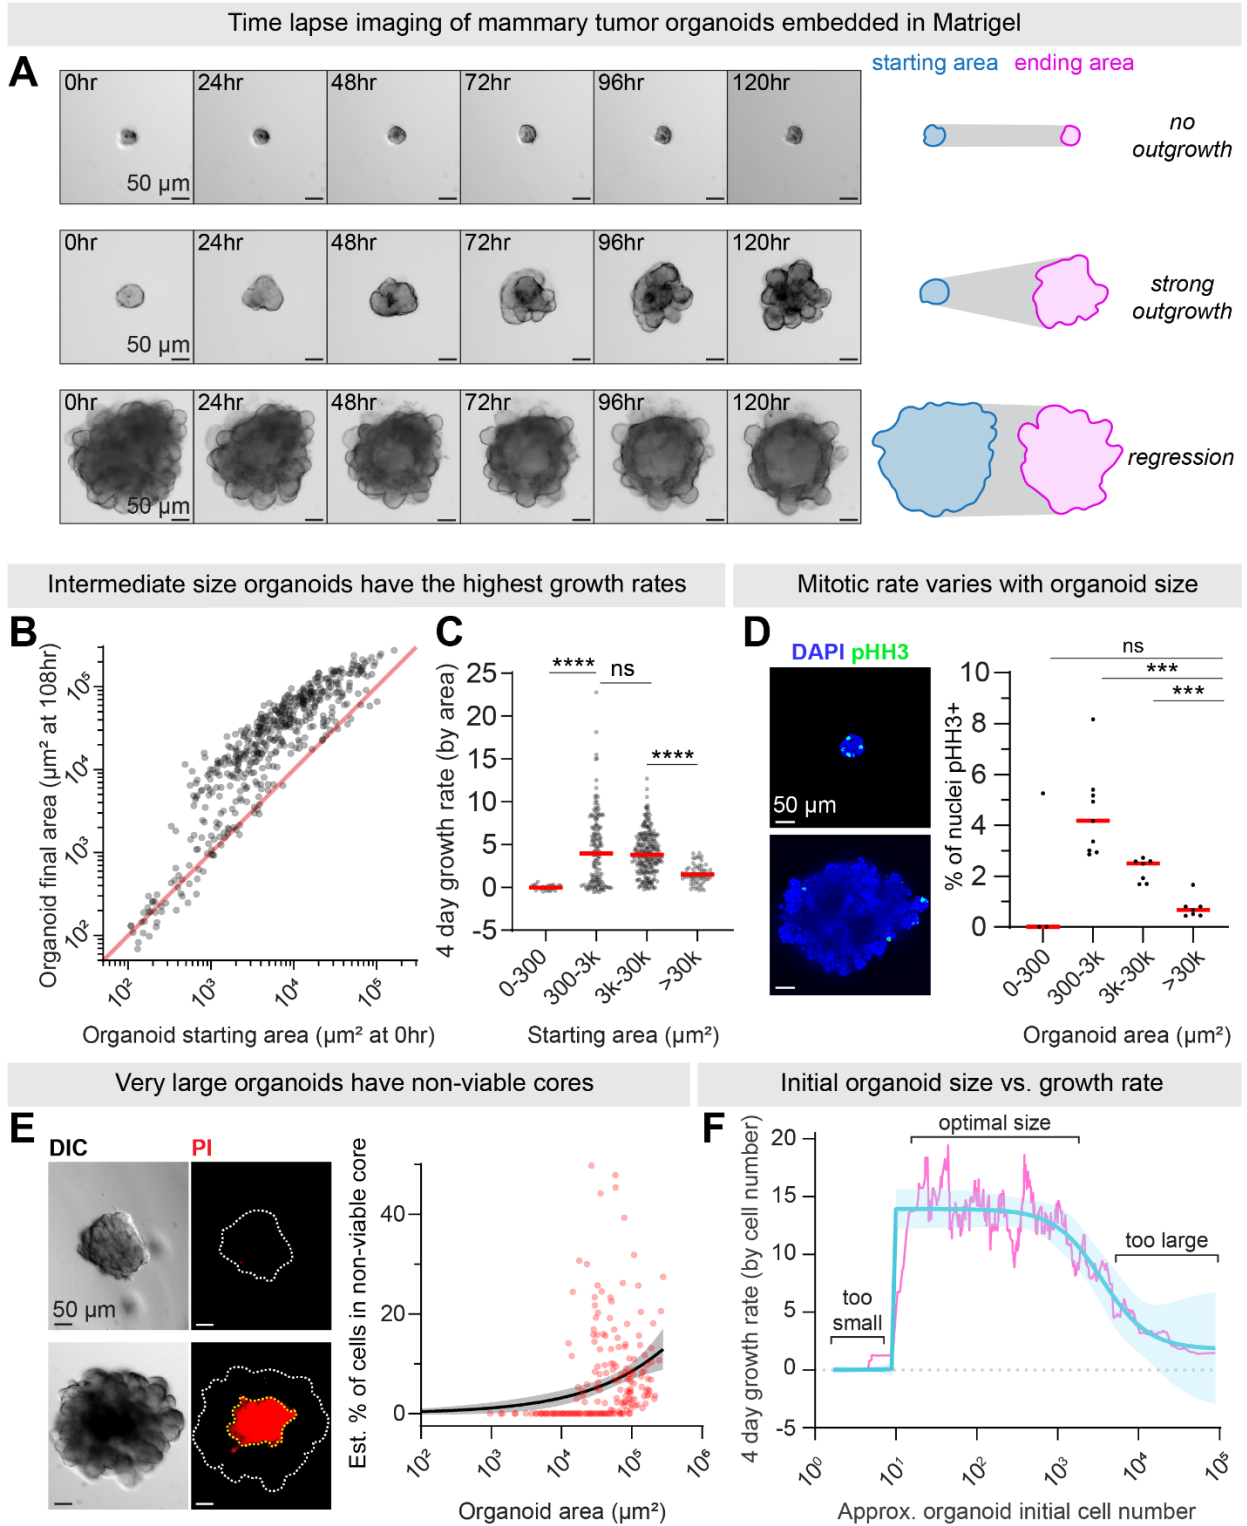 Time lapse imaging of mammary tumor organoids embedded in Matrigel
A
starting area ending area
0hr 24hr 48hr 72hr 96hr 120hr
50 µm
no
outgrowth
0hr 24hr 48hr 72hr 96hr 120hr
50 µm
strong
outgrowth
0hr 24hr 48hr 72hr 96hr 120hr
50 µm
regression
Intermediate size organoids have the highest growth rates
B
Organoid final area (µm² at 108hr)
10⁵
10⁴
10³
10²
10² 10³ 10⁴ 10⁵
Organoid starting area (µm² at 0hr)
C
4 day growth rate (by area)
25
20
15
10
5
0
-5
**** ns
****
0-300 300-3k 3k-30k >30k
Starting area (µm²)
Mitotic rate varies with organoid size
D
DAPI pHH3
50 µm
% of nuclei pHH3+
10
8
6
4
2
0
ns
***
***
0-300 300-3k 3k-30k >30k
Organoid area (µm²)
Very large organoids have non-viable cores
E
DIC PI
50 µm
Est. % of cells in non-viable core
40
20
0
10² 10³ 10⁴ 10⁵ 10⁶
Organoid area (µm²)
Initial organoid size vs. growth rate
F
4 day growth rate (by cell number)
20
15
10
5
0
-5
optimal size
too large
too
small
10⁰ 10¹ 10² 10³ 10⁴ 10⁵
Approx. organoid initial cell number